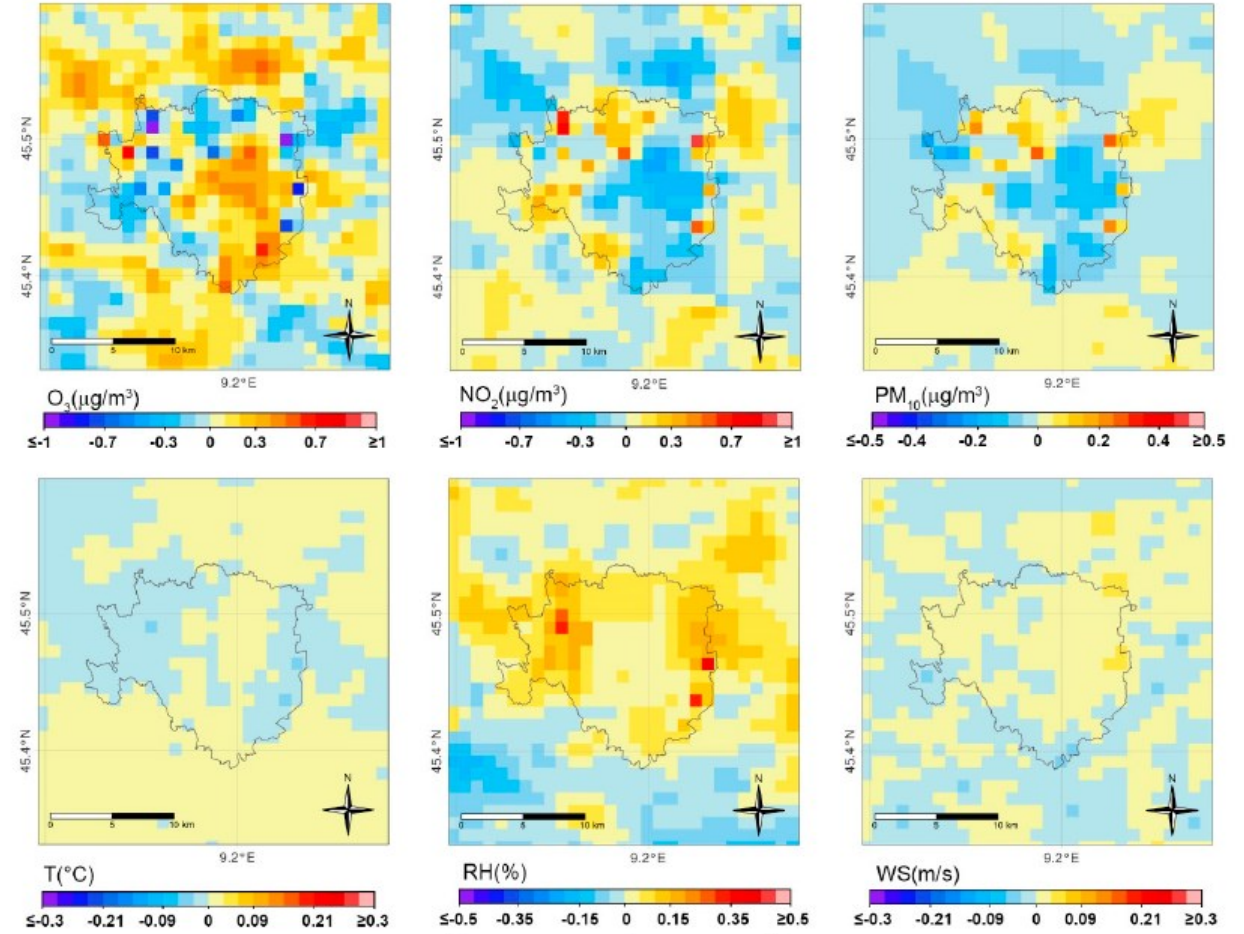 45.5°N
45.4°N
N
0 5 10 km
9.2°E
O₃(µg/m³)
≤-1 -0.7 -0.3 0 0.3 0.7 ≥1
N
0 5 10 km
9.2°E
NO₂(µg/m³)
≤-1 -0.7 -0.3 0 0.3 0.7 ≥1
45.5°N
45.4°N
N
0 5 10 km
9.2°E
PM₁₀(µg/m³)
≤-0.5 -0.4 -0.2 0 0.2 0.4 ≥0.5
45.5°N
45.4°N
45.5°N
45.4°N
N
0 5 10 km
9.2°E
T(°C)
≤-0.3 -0.21 -0.09 0 0.09 0.21 ≥0.3
45.5°N
45.4°N
N
0 5 10 km
9.2°E
RH(%)
≤-0.5 -0.35 -0.15 0 0.15 0.35 ≥0.5
45.5°N
45.4°N
N
0 5 10 km
9.2°E
WS(m/s)
≤-0.3 -0.21 -0.09 0 0.09 0.21 ≥0.3